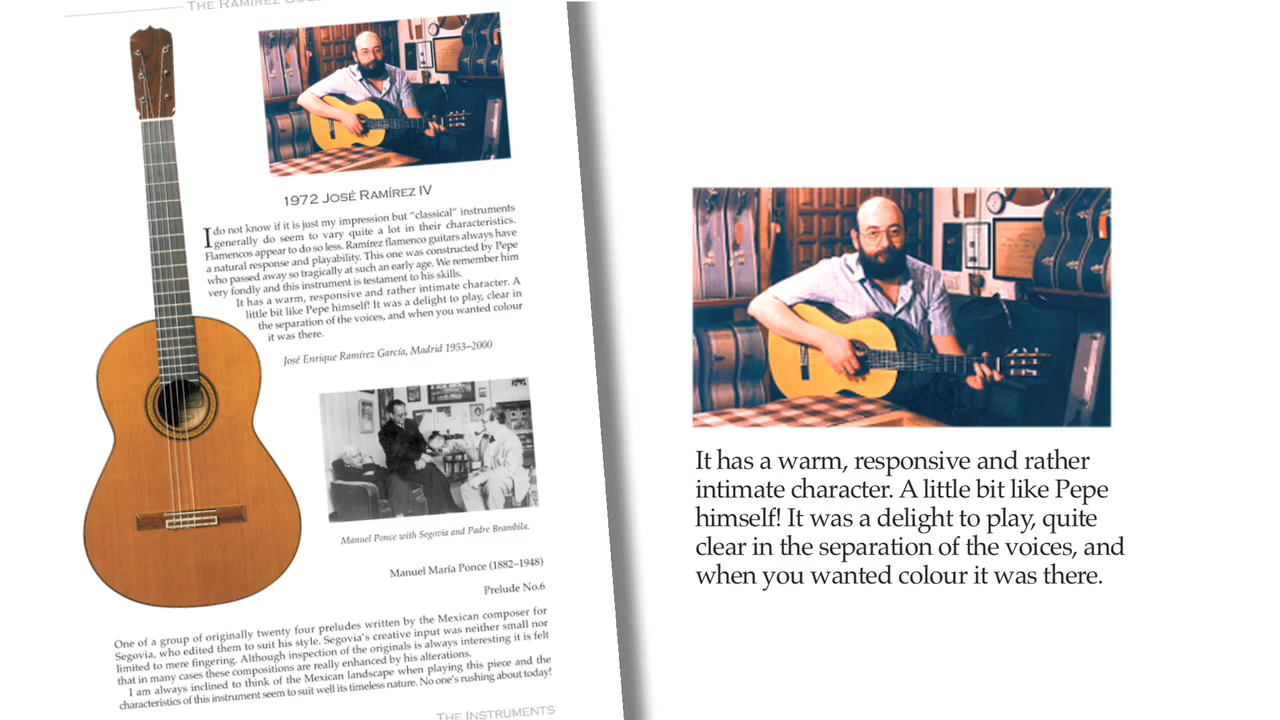 THE RAMÍREZ
1972 JOSÉ RAMÍREZ IV
I do not know if it is just my impression but “classical” instruments
generally do seem to vary quite a lot in their characteristics.
Flamencos appear to do so less. Ramírez flamenco guitars always have
a natural response and playability. This one was constructed by Pepe
who passed away so tragically at such an early age. We remember him
very fondly and this instrument is testament to his skills.
It has a warm, responsive and rather intimate character. A
little bit like Pepe himself! It was a delight to play, clear in
the separation of the voices, and when you wanted colour
it was there.
José Enrique Ramírez García, Madrid 1953–2000
Manuel Ponce with Segovia and Padre Brambila.
Manuel María Ponce (1882–1948)
Prelude No.6
One of a group of originally twenty four preludes written by the Mexican composer for
Segovia, who edited them to suit his style. Segovia’s creative input was neither small nor
limited to mere fingering. Although inspection of the originals is always interesting it is felt
that in many cases these compositions are really enhanced by his alterations.
I am always inclined to think of the Mexican landscape when playing this piece and the
characteristics of this instrument seem to suit well its timeless nature. No one’s rushing about today!
THE INSTRUMENTS
It has a warm, responsive and rather
intimate character. A little bit like Pepe
himself! It was a delight to play, quite
clear in the separation of the voices, and
when you wanted colour it was there.